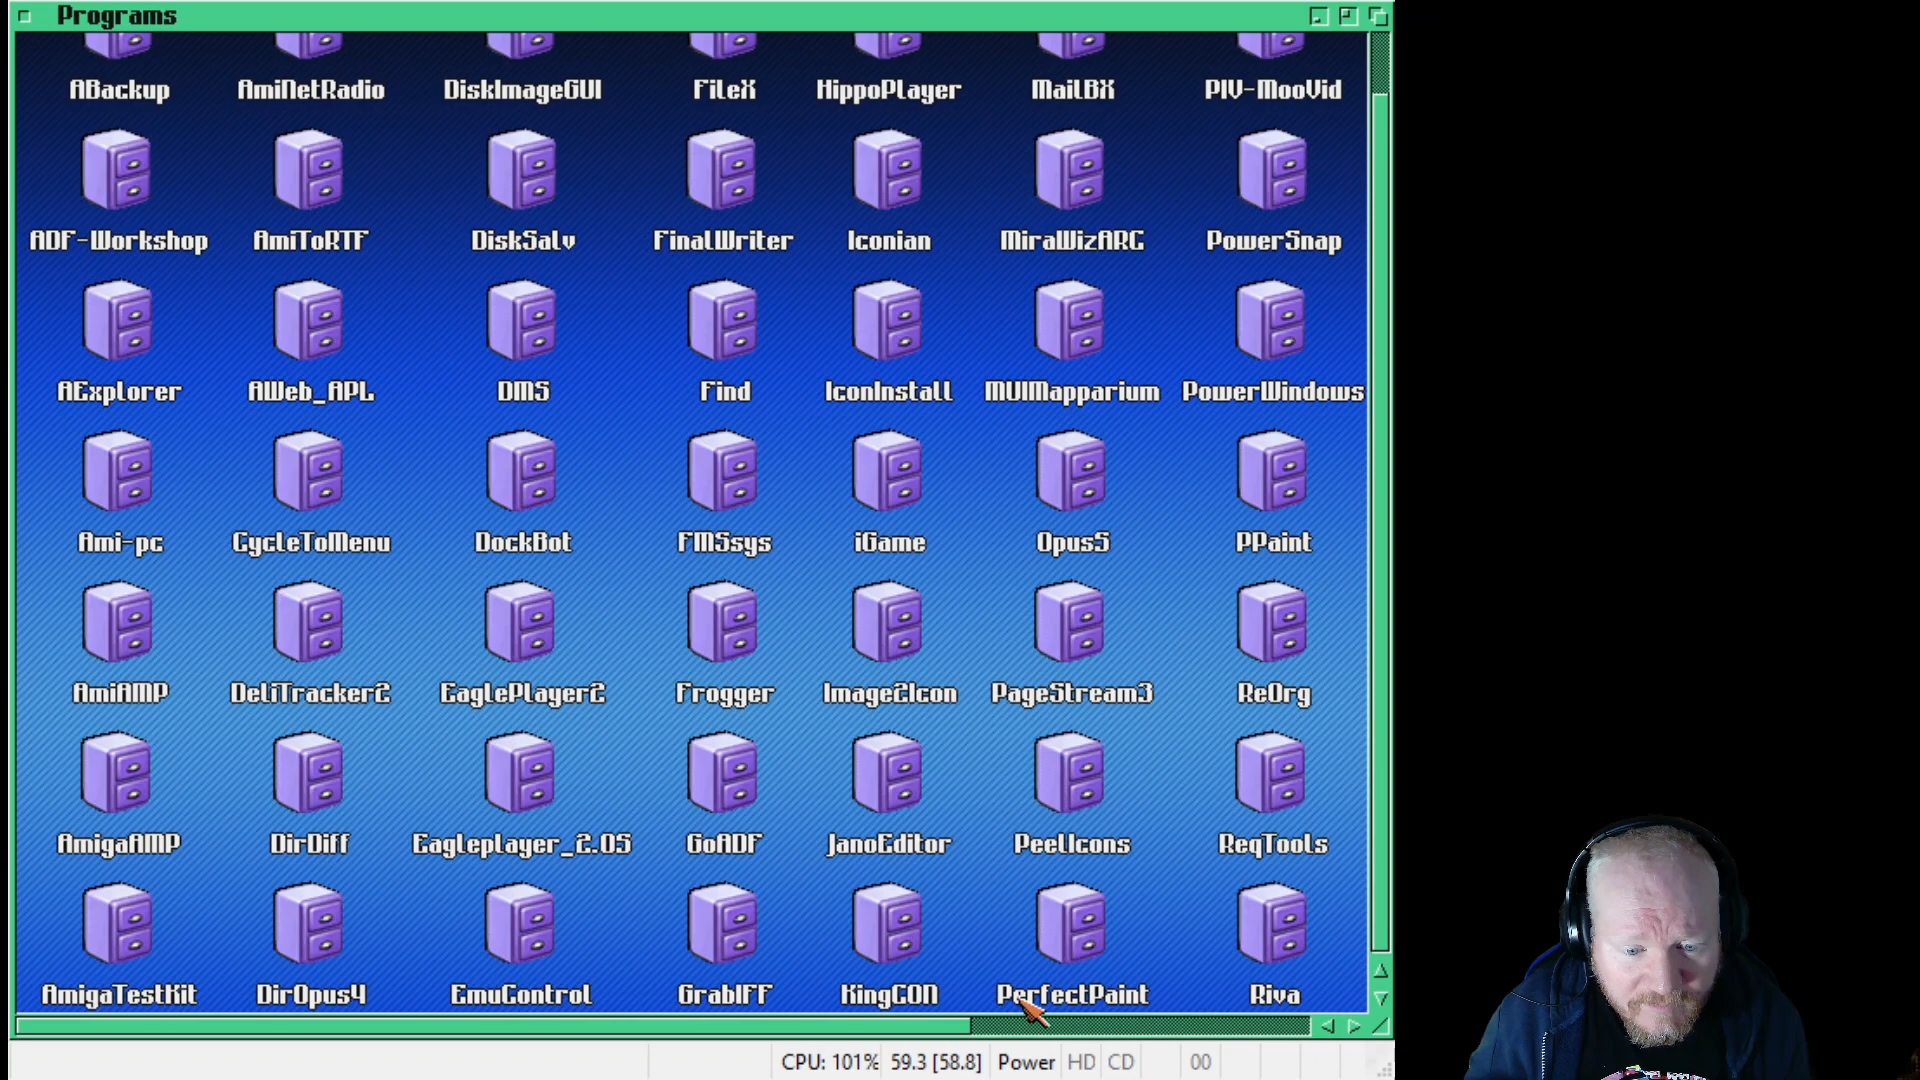 Programs
ABackup AmiNetRadio DiskImageGUI FileX HippoPlayer MailBX PIV-MooVid
ADF-Workshop AmiToRTF DiskSalv FinalWriter Iconian MiraWizARC PowerSnap
AExplorer AWeb_APL DMS Find IconInstall MUIMapparium PowerWindows
Ami-pc CycleToMenu DockBot FMSsys iGame Opus5 PPaint
AmiAMP DeliTracker2 EaglePlayer2 Frogger Image2Icon PageStream3 ReOrg
AmigaAMP DirDiff Eagleplayer_2.05 GoADF JanoEditor PeelIcons ReqTools
AmigaTestKit DirOpus4 EmuControl GrabIFF KingCON PerfectPaint Riva
CPU: 101% 59.3 [58.8] Power HD CD 00